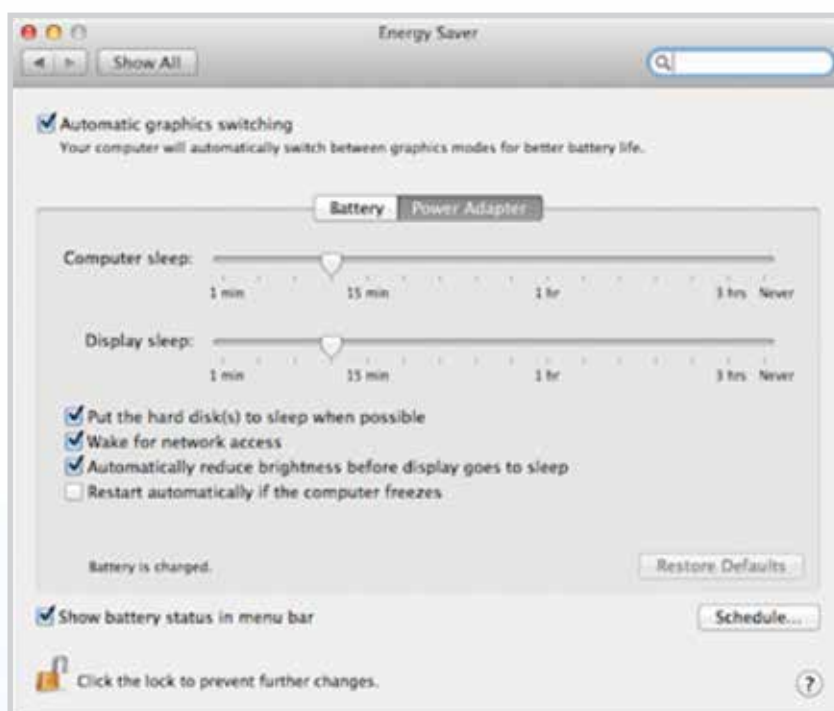 Energy Saver
Show All
Automatic graphics switching
Your computer will automatically switch between graphics modes for better battery life.
Battery Power Adapter
Computer sleep:
1 min 15 min 1 hr 3 hrs Never
Display sleep:
1 min 15 min 1 hr 3 hrs Never
Put the hard disk(s) to sleep when possible
Wake for network access
Automatically reduce brightness before display goes to sleep
Restart automatically if the computer freezes
Battery is charged. Restore Defaults
Show battery status in menu bar Schedule...
Click the lock to prevent further changes. ?